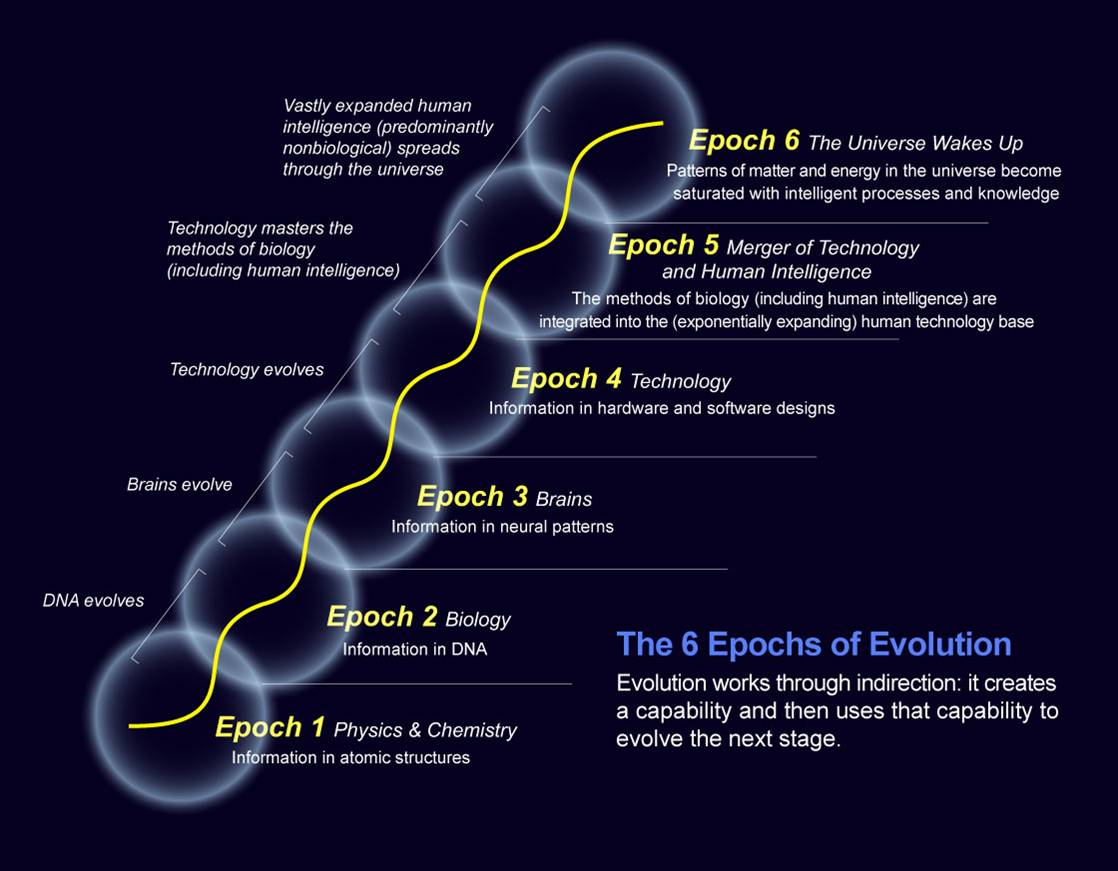 Vastly expanded human
intelligence (predominantly
nonbiological) spreads
through the universe
Epoch 6 The Universe Wakes Up
Patterns of matter and energy in the universe become
saturated with intelligent processes and knowledge
Technology masters the
methods of biology
(including human intelligence)
Epoch 5 Merger of Technology
and Human Intelligence
The methods of biology (including human intelligence) are
integrated into the (exponentially expanding) human technology base
Technology evolves
Epoch 4 Technology
Information in hardware and software designs
Brains evolve
Epoch 3 Brains
Information in neural patterns
DNA evolves
Epoch 2 Biology
Information in DNA
Epoch 1 Physics & Chemistry
Information in atomic structures
The 6 Epochs of Evolution
Evolution works through indirection: it creates
a capability and then uses that capability to
evolve the next stage.